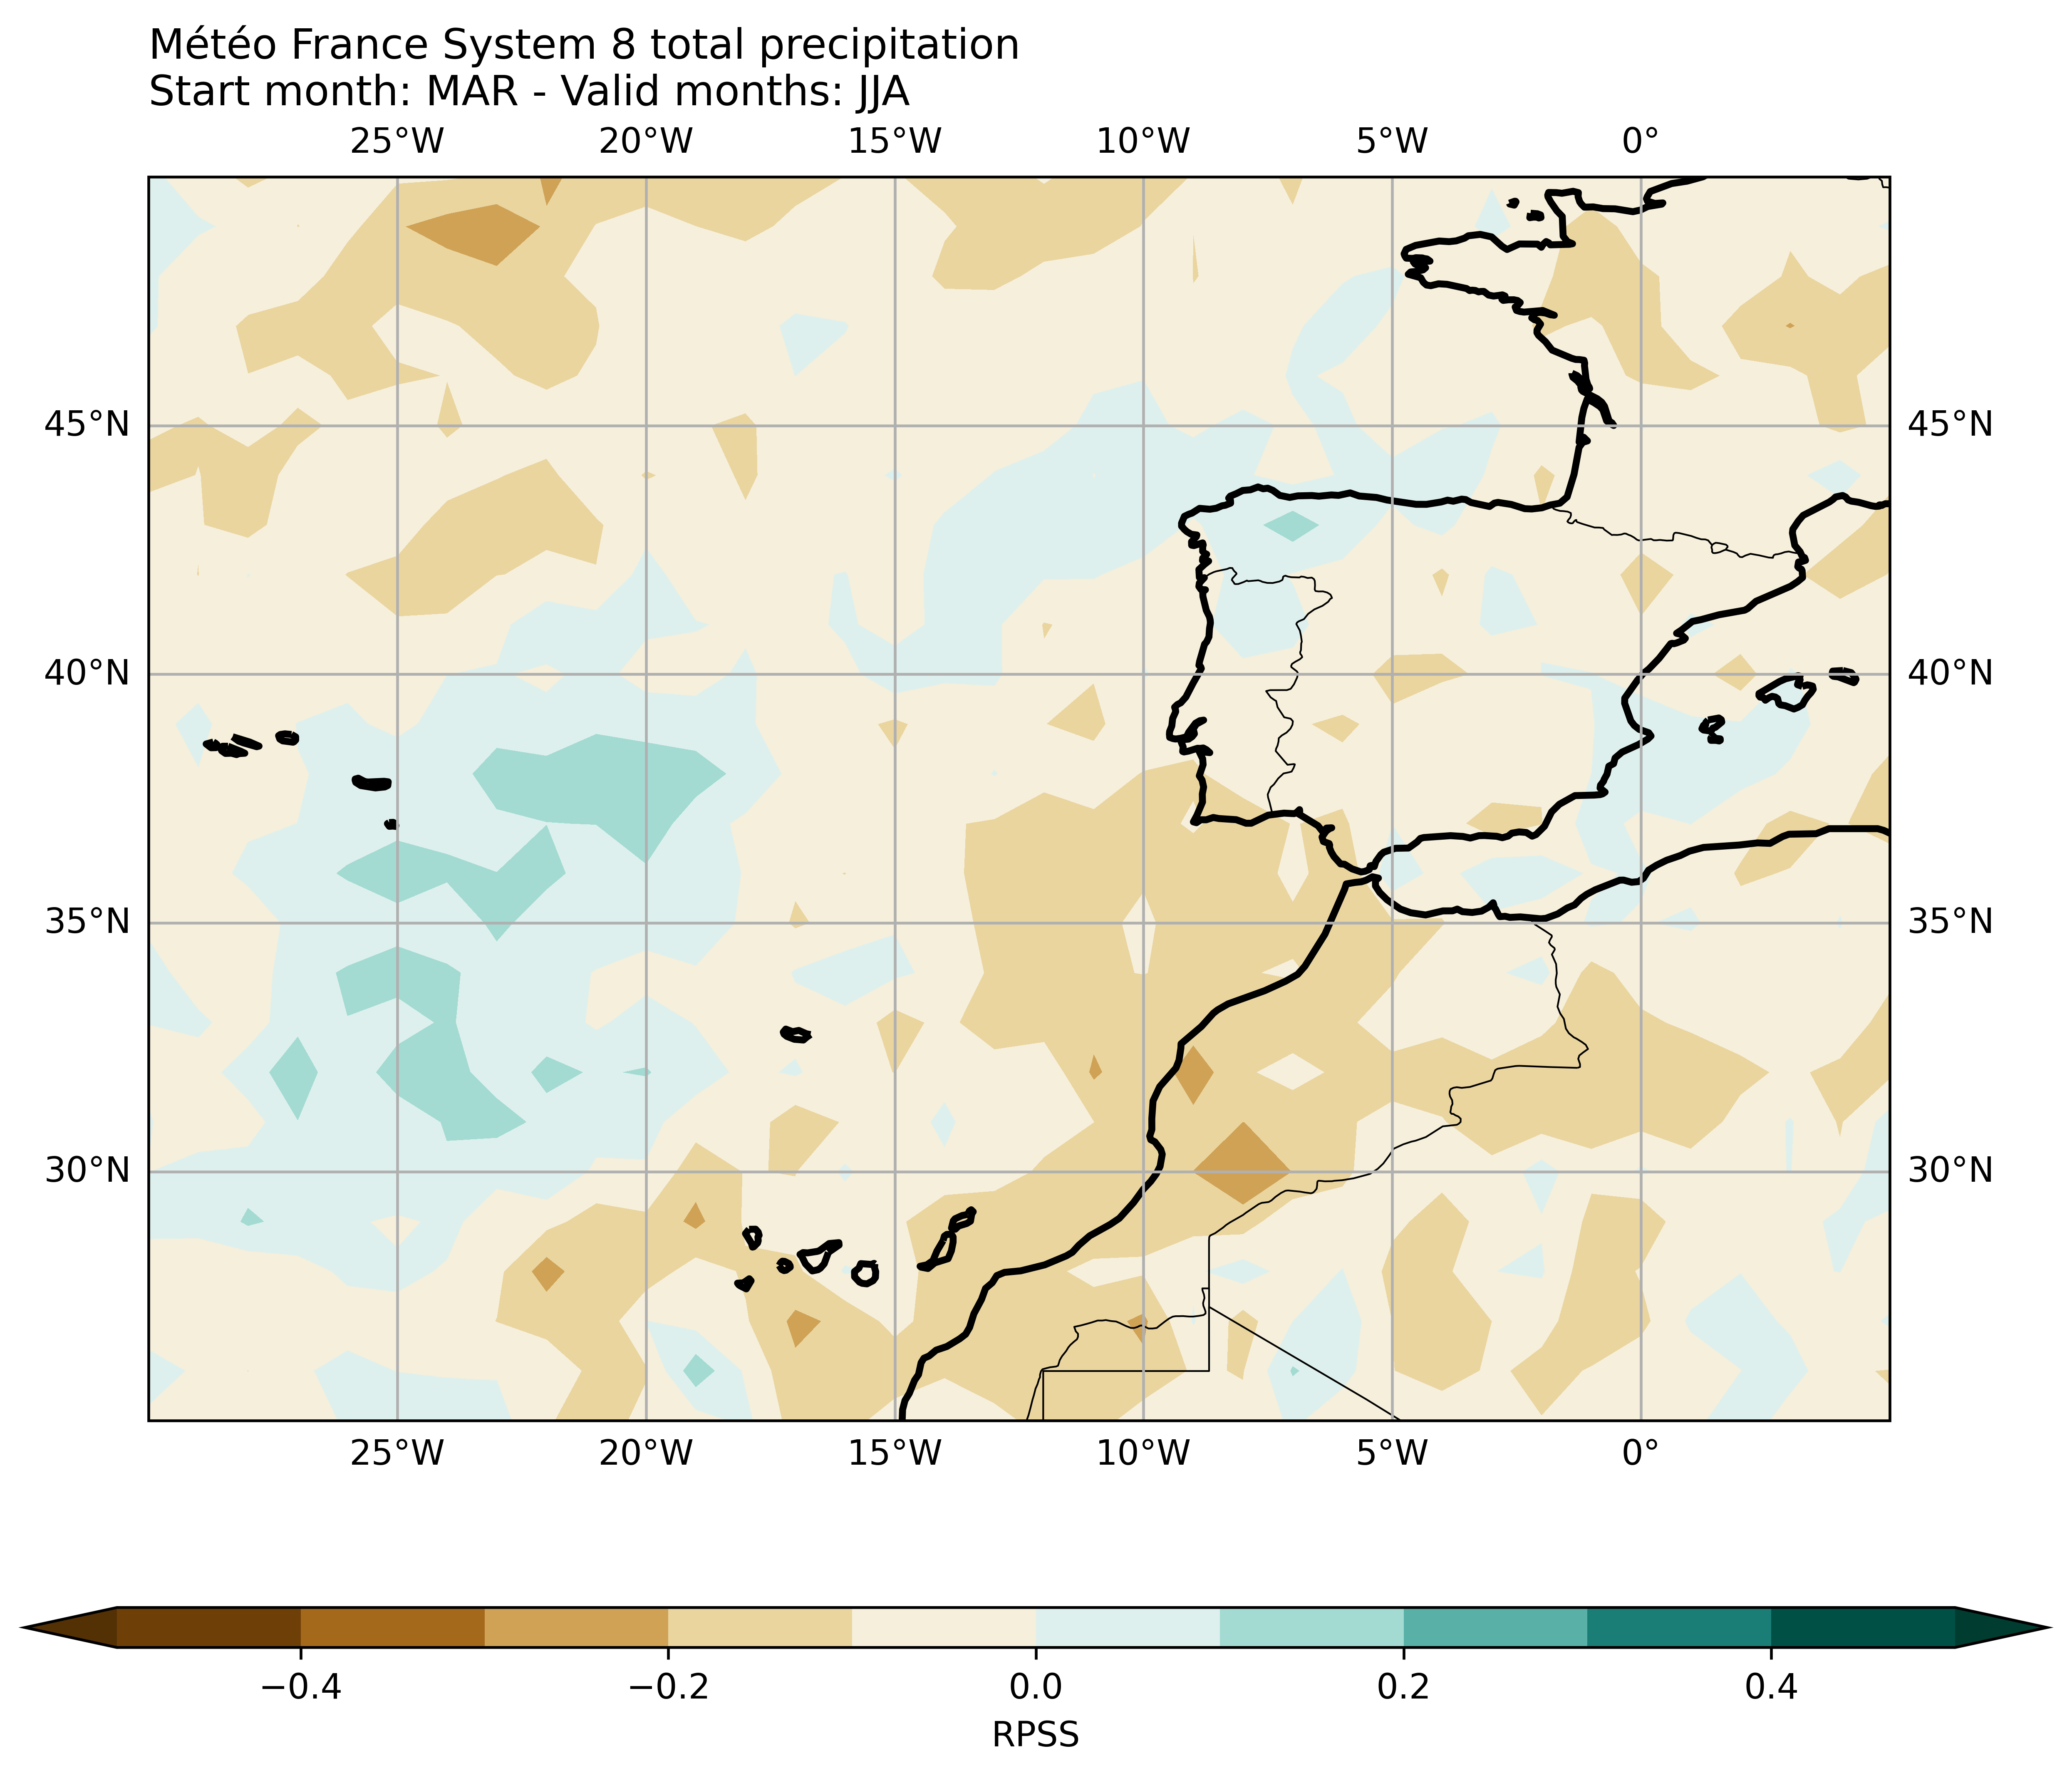 Météo France System 8 total precipitation
Start month: MAR - Valid months: JJA
25°W 20°W 15°W 10°W 5°W 0°
45°N 45°N
40°N 40°N
35°N 35°N
30°N 30°N
25°W 20°W 15°W 10°W 5°W 0°
−0.4 −0.2 0.0 0.2 0.4
RPSS